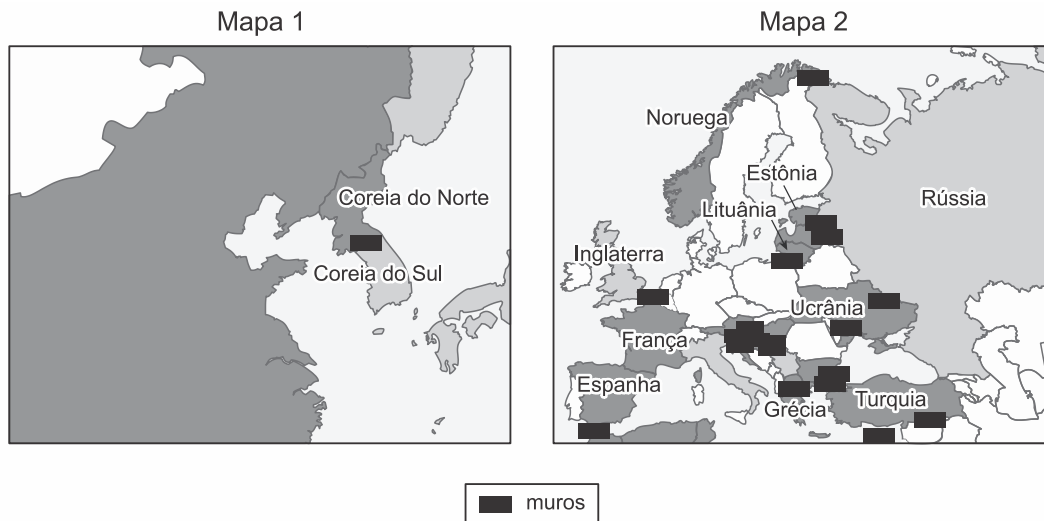 Mapa 1
Mapa 2
Coreia do Norte
Coreia do Sul
Noruega
Estônia
Lituânia
Rússia
Inglaterra
Ucrânia
França
Espanha
Grécia
Turquia
muros